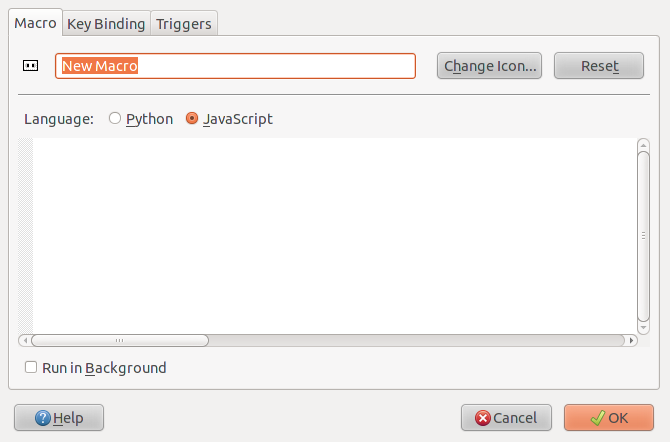 Macro Key Binding Triggers
New Macro Change Icon... Reset
Language: Python JavaScript
Run in Background
Help Cancel OK